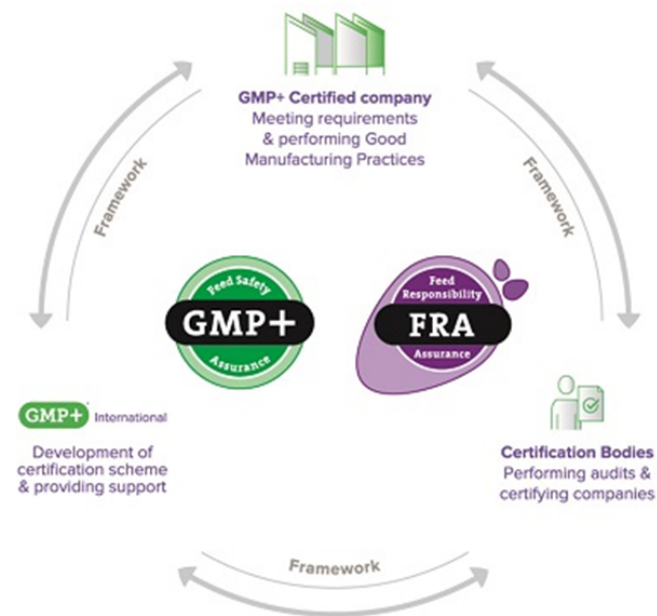 GMP+ Certified company
Meeting requirements
& performing Good
Manufacturing Practices
Framework
Framework
Feed Safety
GMP+
Assurance
Feed
Responsibility
FRA
Assurance
GMP+ International
Development of
certification scheme
& providing support
Certification Bodies
Performing audits &
certifying companies
Framework